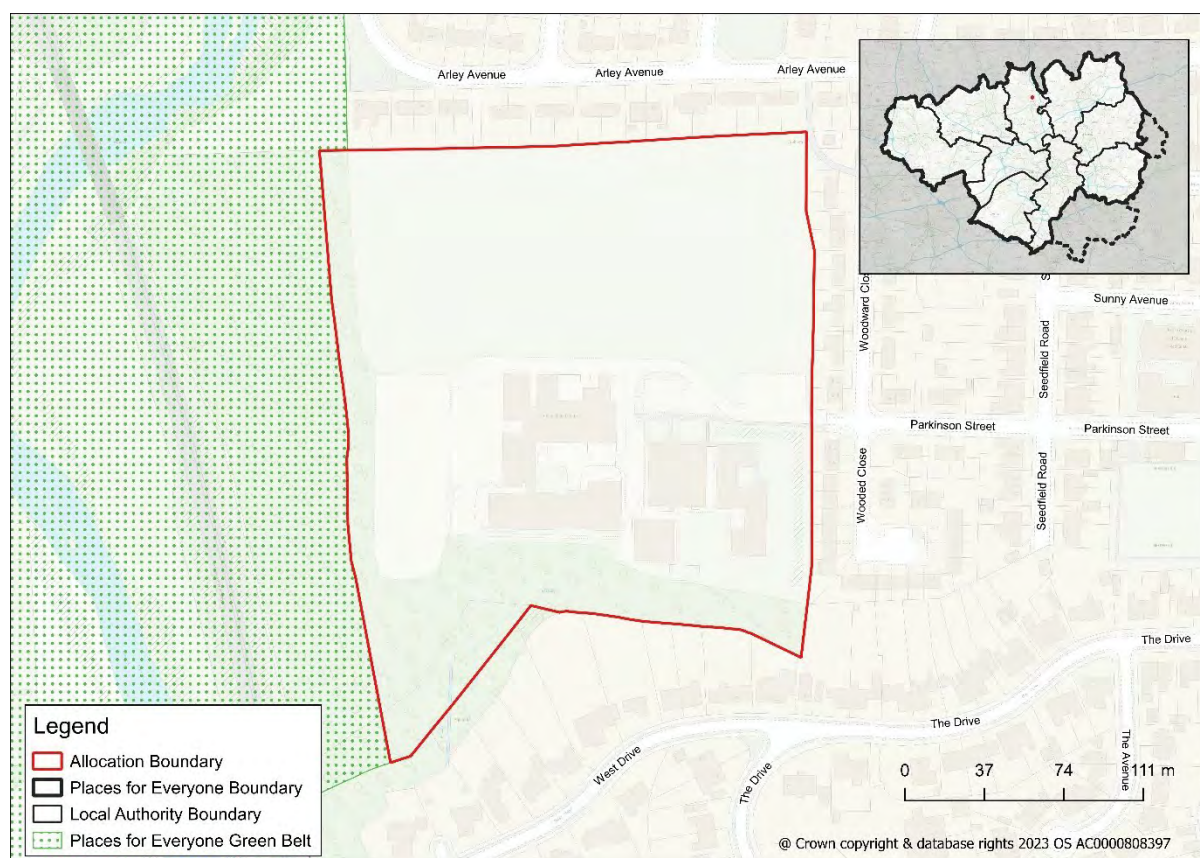 Arley Avenue
Arley Avenue
Arley Avenue
Sunny Avenue
Woodward Clo
S
Seedfield Road
Parkinson Street
Parkinson Street
Wooded Close
Seedfield Road
The Drive
The Drive
West Drive
The Drive
The Avenue
Legend
Allocation Boundary
Places for Everyone Boundary
Local Authority Boundary
Places for Everyone Green Belt
0 37 74 111 m
@ Crown copyright & database rights 2023 OS AC0000808397